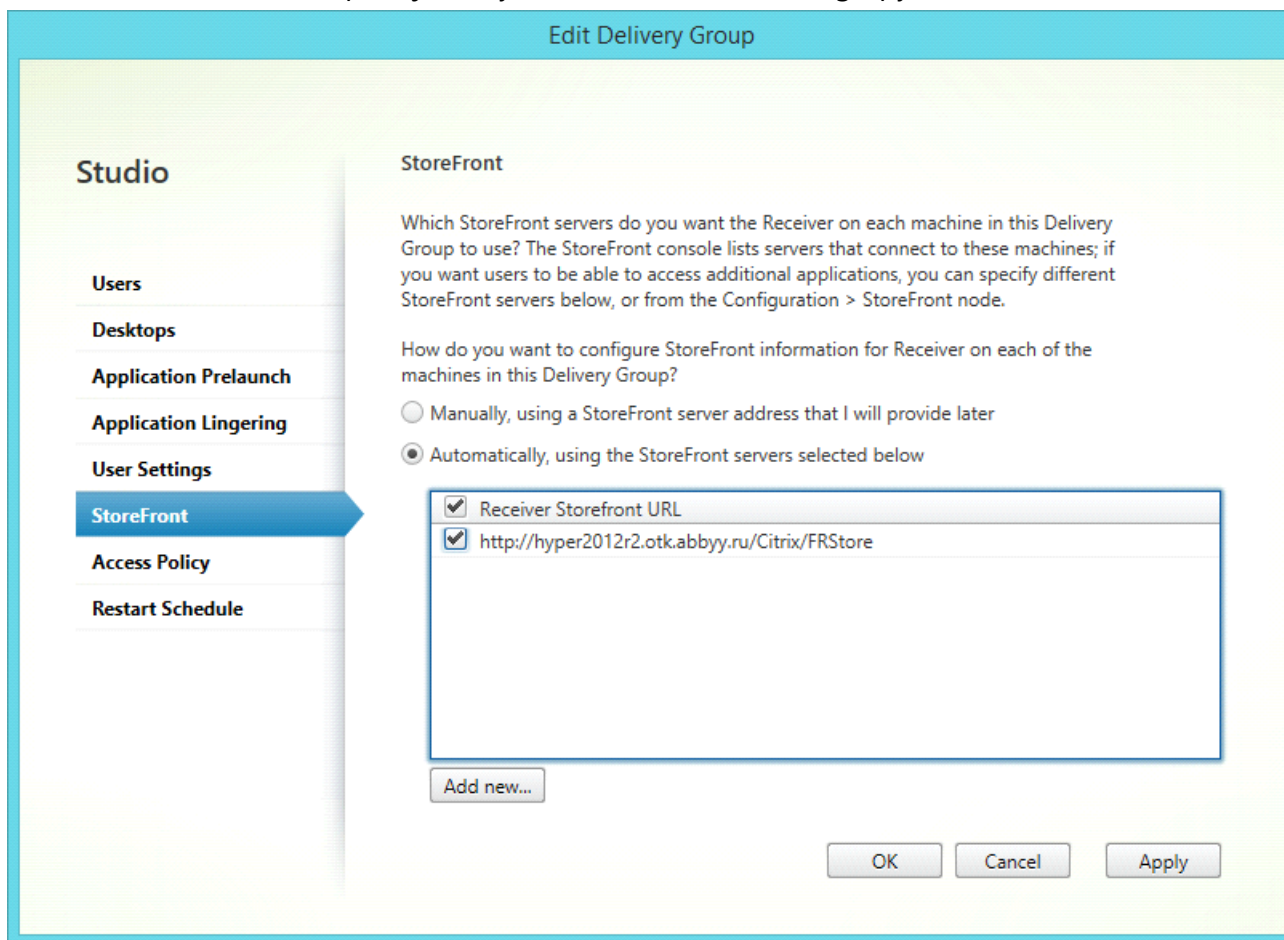 Edit Delivery Group
Studio
Users
Desktops
Application Prelaunch
Application Lingering
User Settings
StoreFront
Access Policy
Restart Schedule
StoreFront
Which StoreFront servers do you want the Receiver on each machine in this Delivery
Group to use? The StoreFront console lists servers that connect to these machines; if
you want users to be able to access additional applications, you can specify different
StoreFront servers below, or from the Configuration > StoreFront node.
How do you want to configure StoreFront information for Receiver on each of the
machines in this Delivery Group?
Manually, using a StoreFront server address that I will provide later
Automatically, using the StoreFront servers selected below
Receiver Storefront URL
http://hyper2012r2.otk.abbyy.ru/Citrix/FRStore
Add new...
OK Cancel Apply